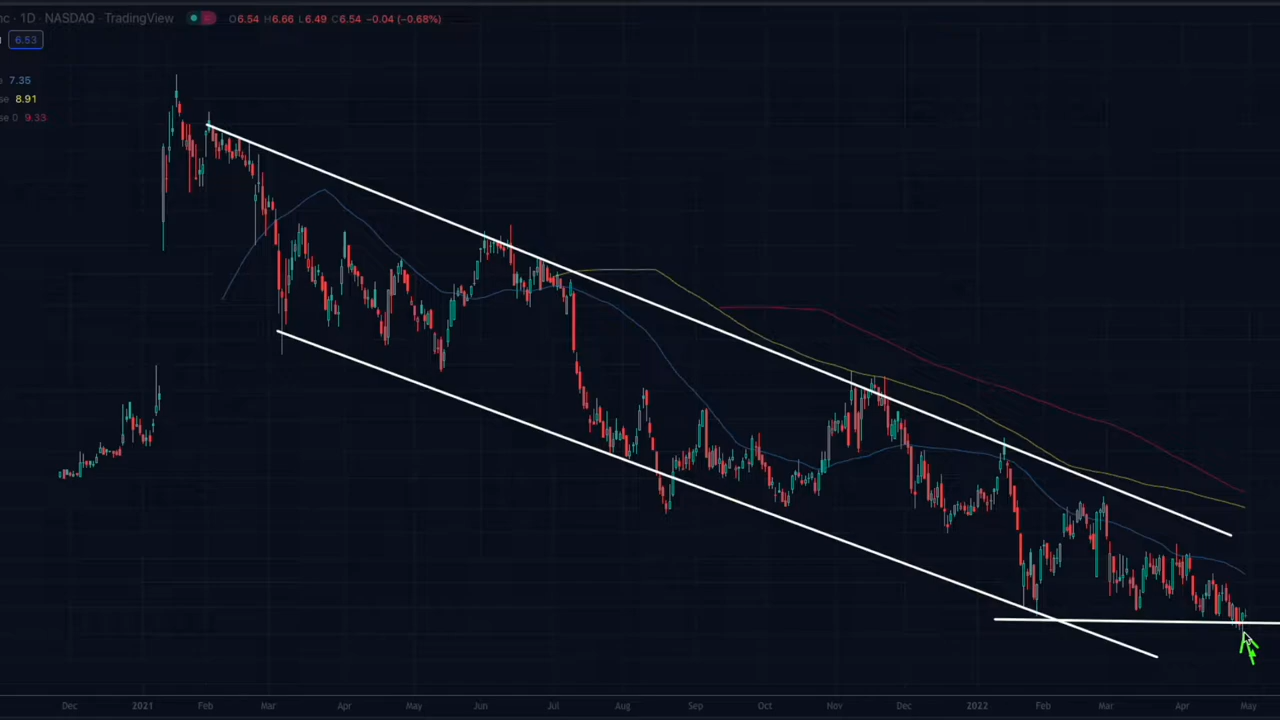 nc · 1D · NASDAQ · TradingView O6.54 H6.66 L6.49 C6.54 −0.04 (−0.68%)
6.53
7.35
se 8.91
se 0 9.33
Dec 2021 Feb Mar Apr May Jun Jul Aug Sep Oct Nov Dec 2022 Feb Mar Apr May